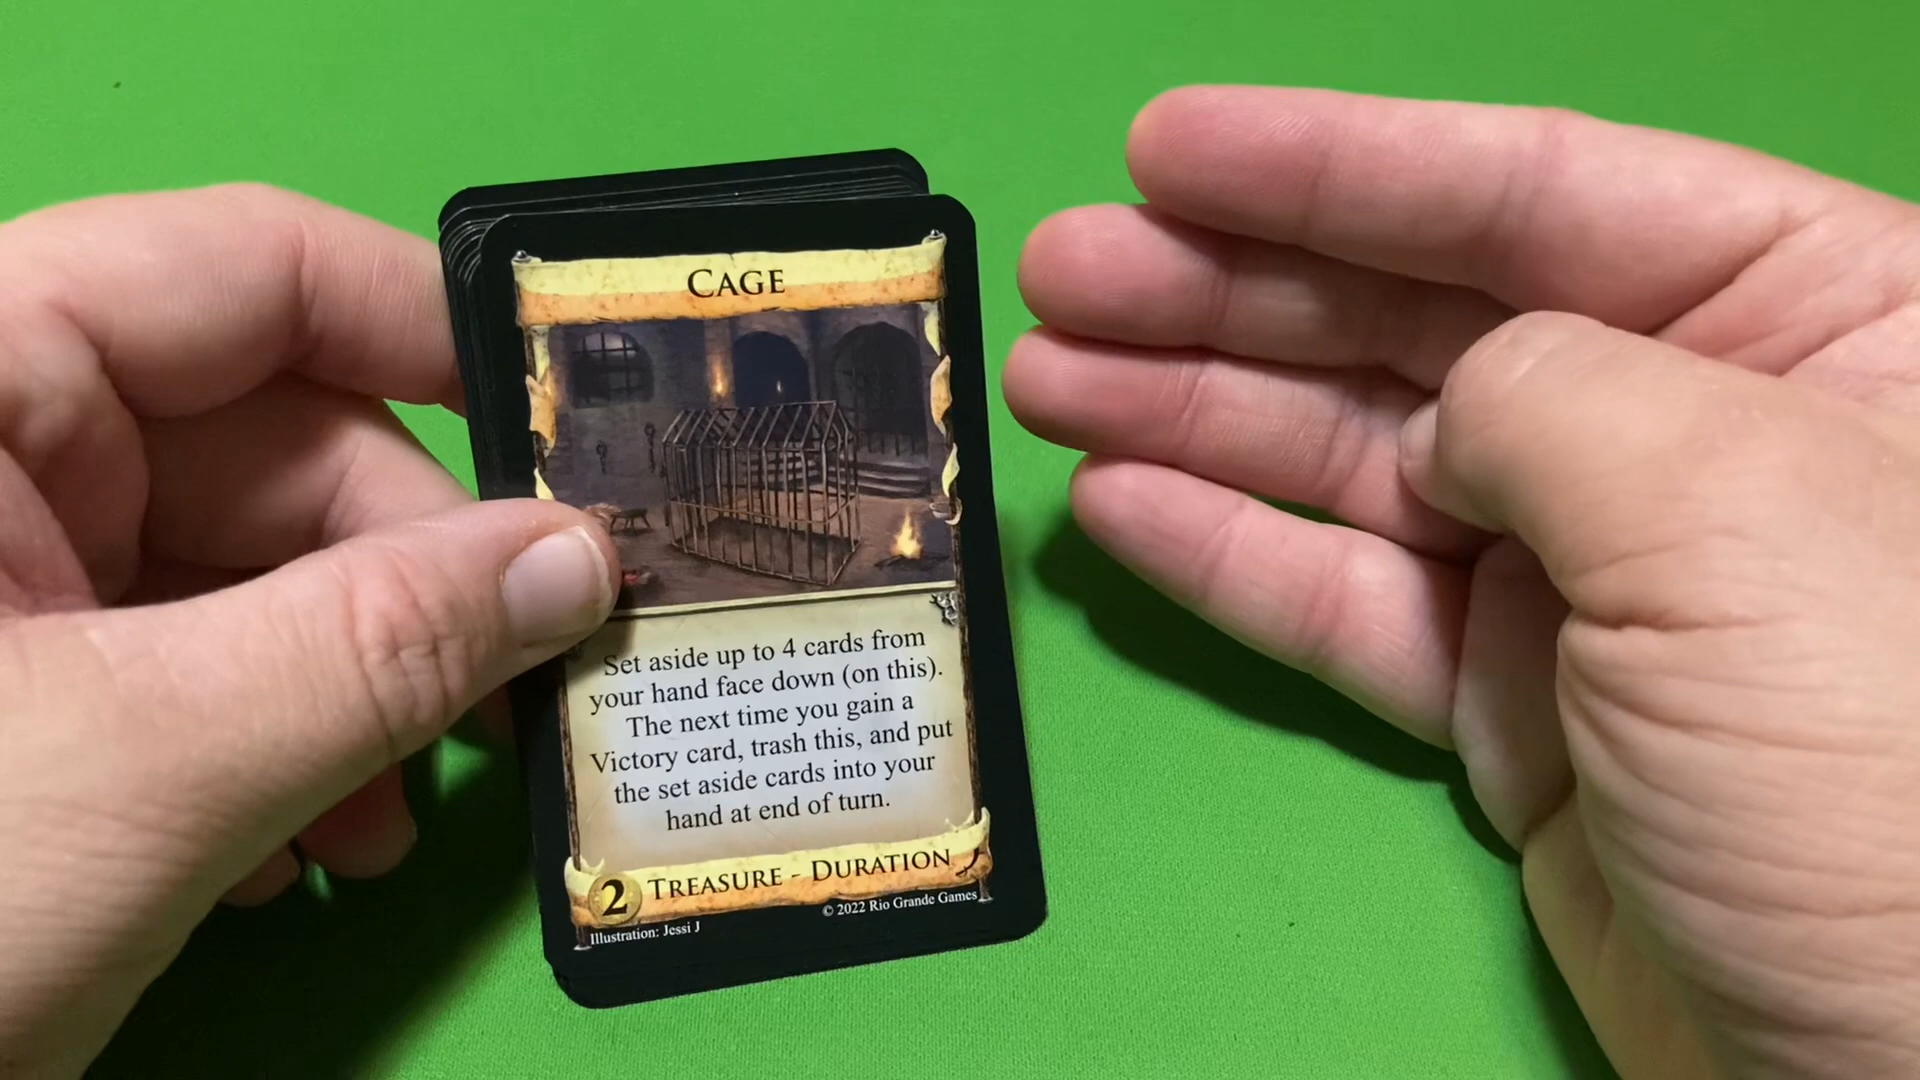 CAGE
Set aside up to 4 cards from
your hand face down (on this).
The next time you gain a
Victory card, trash this, and put
the set aside cards into your
hand at end of turn.
2 TREASURE - DURATION
Illustration: Jessi J © 2022 Rio Grande Games